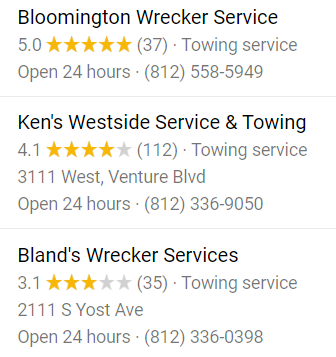 Bloomington Wrecker Service
5.0 ★★★★★ (37) · Towing service
Open 24 hours · (812) 558-5949
Ken's Westside Service & Towing
4.1 ★★★★★ (112) · Towing service
3111 West, Venture Blvd
Open 24 hours · (812) 336-9050
Bland's Wrecker Services
3.1 ★★★★★ (35) · Towing service
2111 S Yost Ave
Open 24 hours · (812) 336-0398